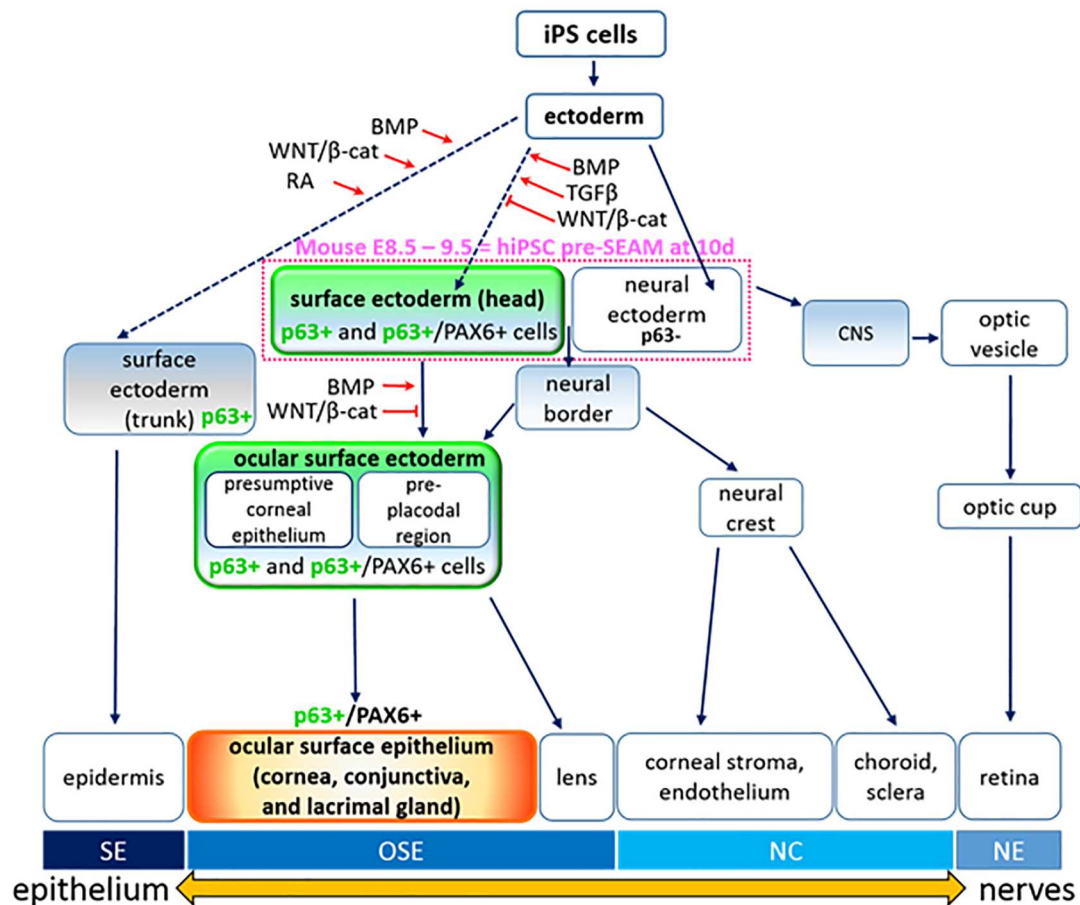 iPS cells
ectoderm
BMP
WNT/β-cat
RA
BMP
TGFβ
WNT/β-cat
Mouse E8.5 – 9.5 = hiPSC pre-SEAM at 10d
surface ectoderm (head)
p63+ and p63+/PAX6+ cells
neural
ectoderm
p63-
CNS
optic
vesicle
surface
ectoderm
(trunk) p63+
BMP
WNT/β-cat
neural
border
ocular surface ectoderm
presumptive
corneal
epithelium
pre-
placodal
region
p63+ and p63+/PAX6+ cells
neural
crest
optic cup
p63+/PAX6+
epidermis
ocular surface epithelium
(cornea, conjunctiva,
and lacrimal gland)
lens
corneal stroma,
endothelium
choroid,
sclera
retina
SE
OSE
NC
NE
epithelium
nerves